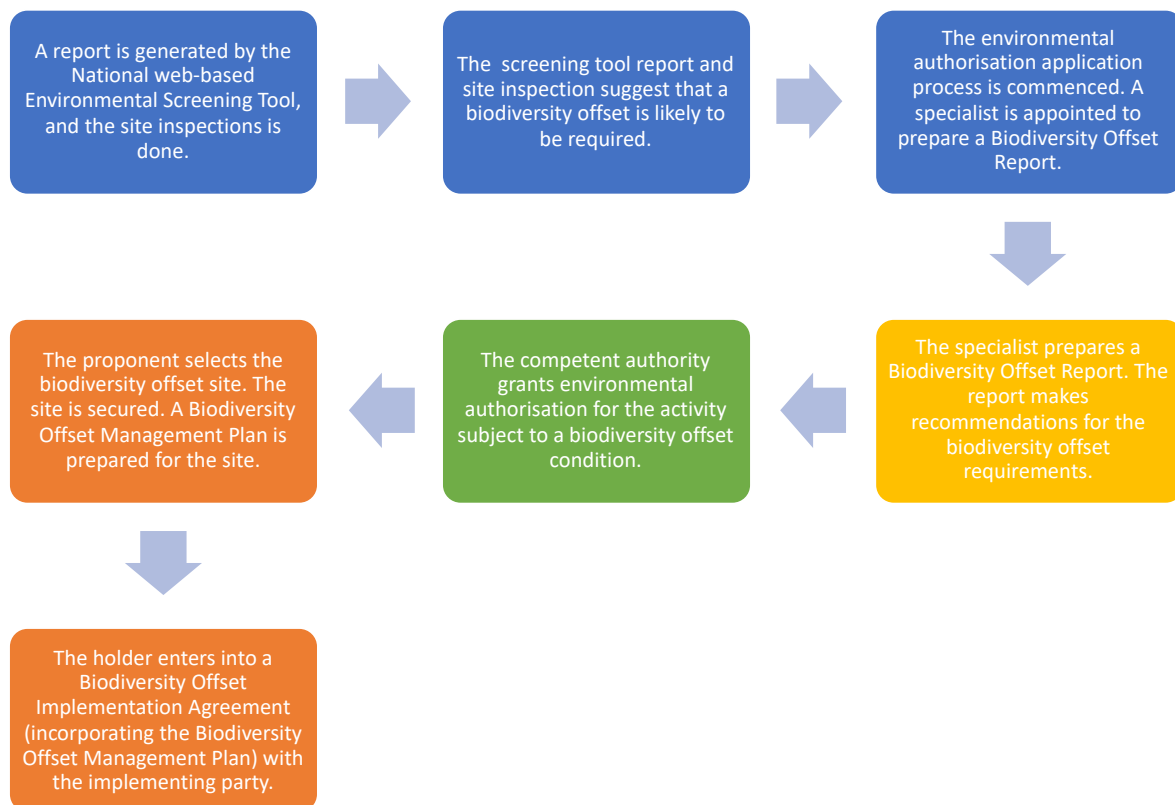 A report is generated by the
National web-based
Environmental Screening Tool,
and the site inspections is
done.
The  screening tool report and
site inspection suggest that a
biodiversity offset is likely to
be required.
The environmental
authorisation application
process is commenced. A
specialist is appointed to
prepare a Biodiversity Offset
Report.
The specialist prepares a
Biodiversity Offset Report. The
report makes
recommendations for the
biodiversity offset
requirements.
The competent authority
grants environmental
authorisation for the activity
subject to a biodiversity offset
condition.
The proponent selects the
biodiversity offset site. The
site is secured. A Biodiversity
Offset Management Plan is
prepared for the site.
The holder enters into a
Biodiversity Offset
Implementation Agreement
(incorporating the Biodiversity
Offset Management Plan) with
the implementing party.